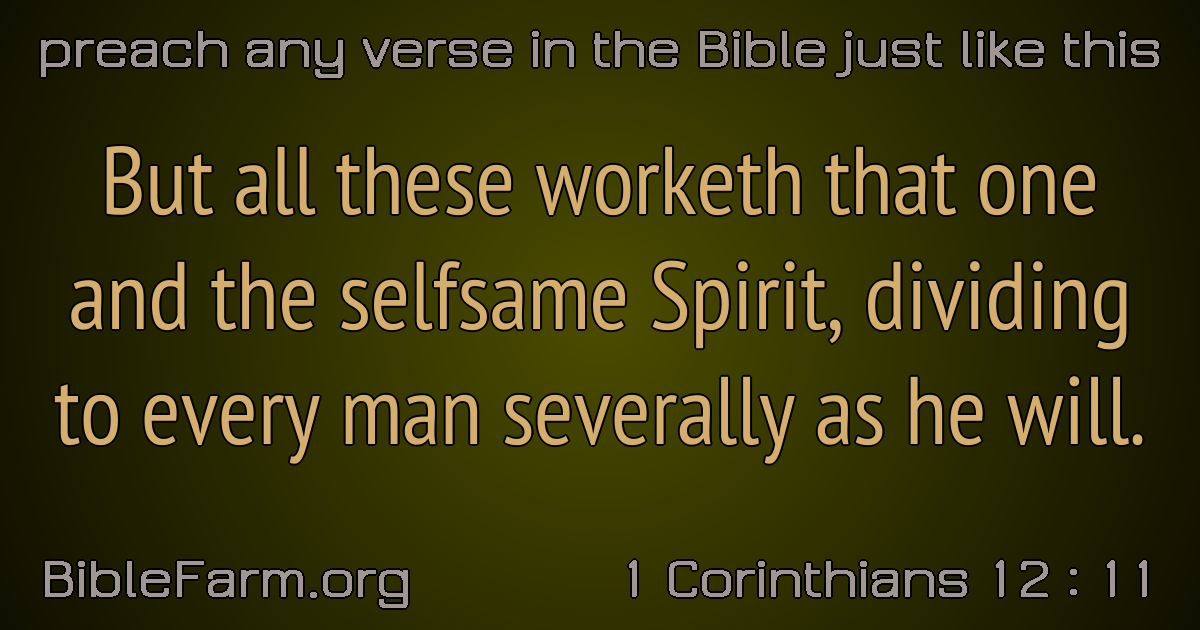 preach any verse in the Bible just like this
But all these worketh that one
and the selfsame Spirit, dividing
to every man severally as he will.
BibleFarm.org
1 Corinthians 12 : 11